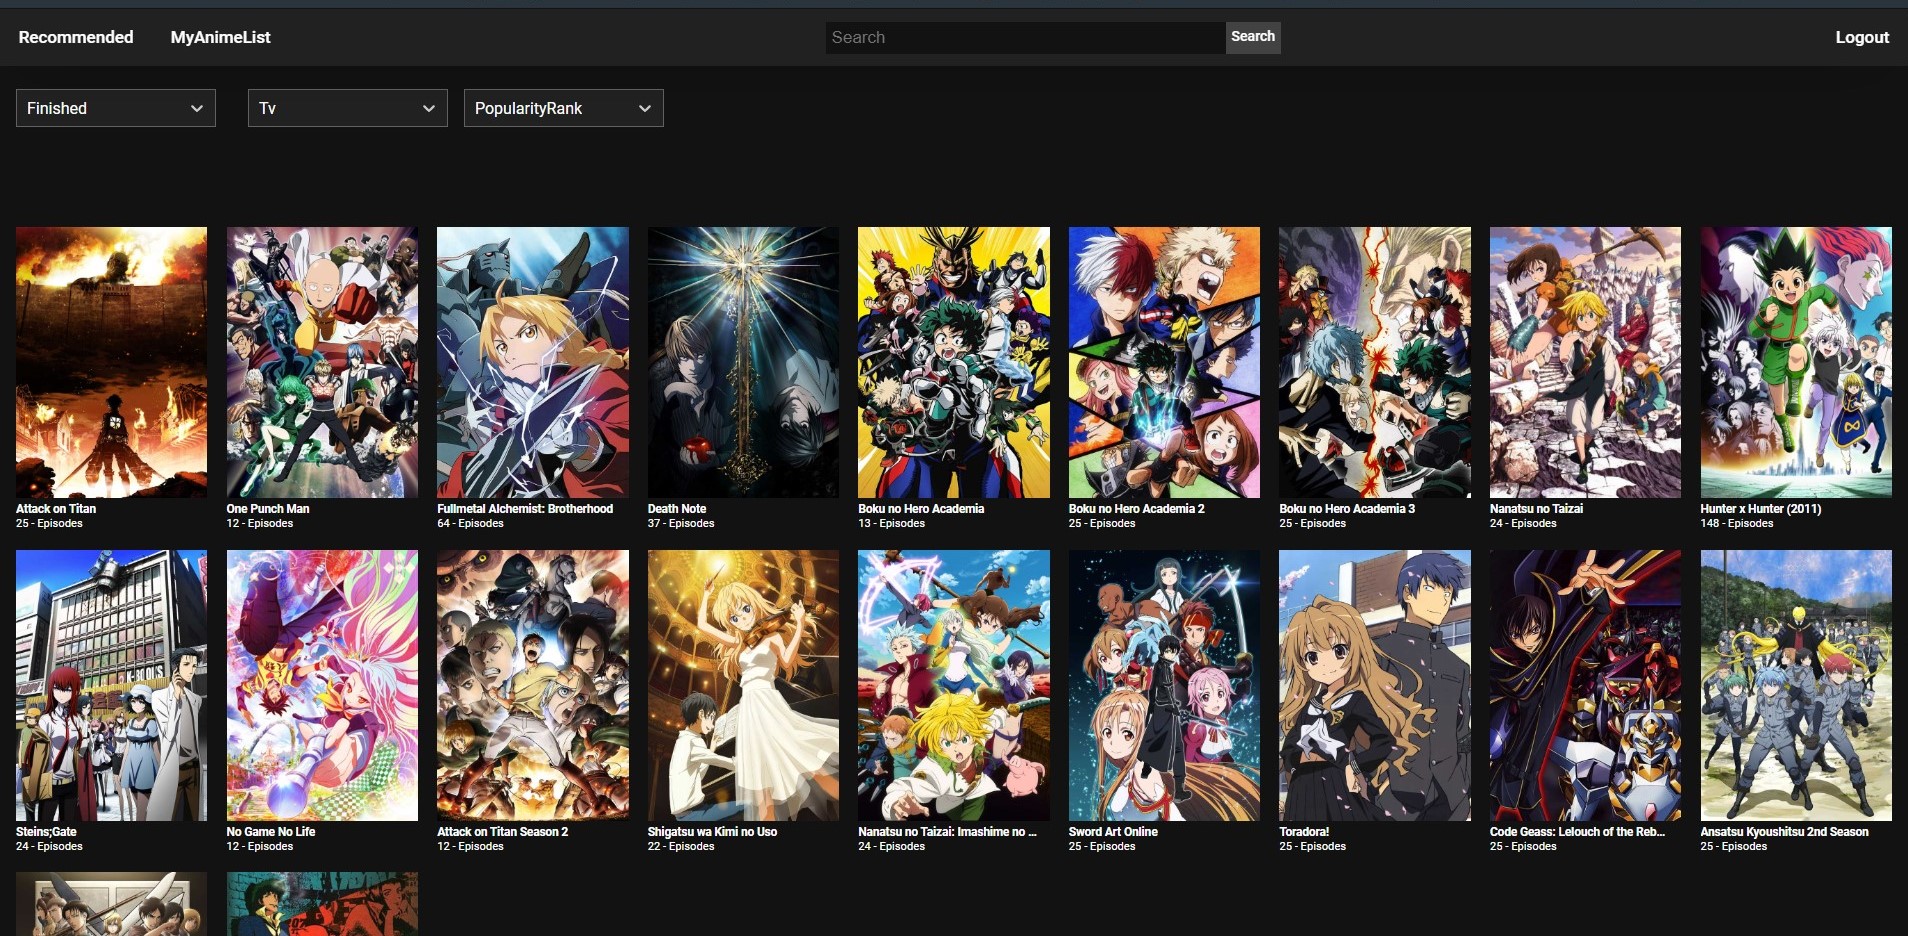 Recommended
MyAnimeList
Search
Search
Logout
Finished
Tv
PopularityRank
Attack on Titan
25 - Episodes
One Punch Man
12 - Episodes
Fullmetal Alchemist: Brotherhood
64 - Episodes
Death Note
37 - Episodes
Boku no Hero Academia
13 - Episodes
Boku no Hero Academia 2
25 - Episodes
Boku no Hero Academia 3
25 - Episodes
Nanatsu no Taizai
24 - Episodes
Hunter x Hunter (2011)
148 - Episodes
Steins;Gate
24 - Episodes
No Game No Life
12 - Episodes
Attack on Titan Season 2
12 - Episodes
Shigatsu wa Kimi no Uso
22 - Episodes
Nanatsu no Taizai: Imashime no ...
24 - Episodes
Sword Art Online
25 - Episodes
Toradora!
25 - Episodes
Code Geass: Lelouch of the Reb...
25 - Episodes
Ansatsu Kyoushitsu 2nd Season
25 - Episodes